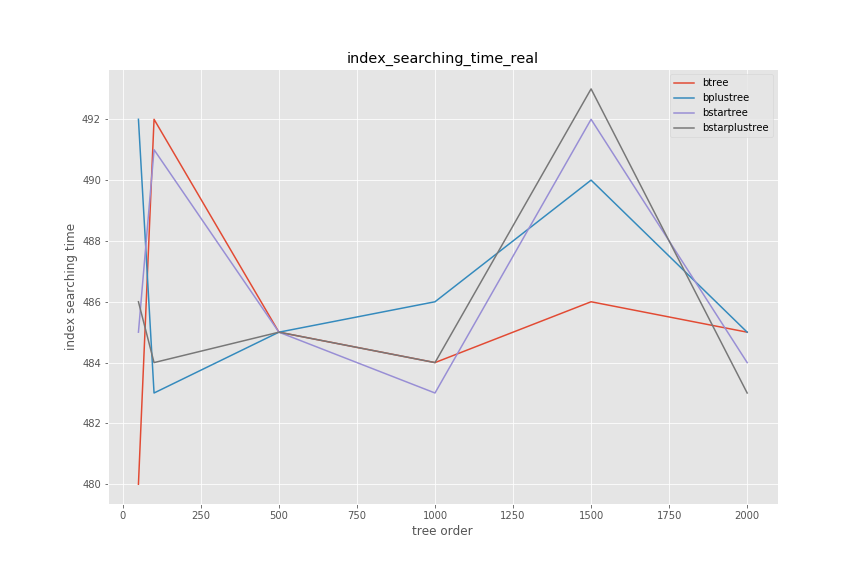 index_searching_time_real
btree
bplustree
bstartree
bstarplustree
492
490
488
486
484
482
480
index searching time
0 250 500 750 1000 1250 1500 1750 2000
tree order